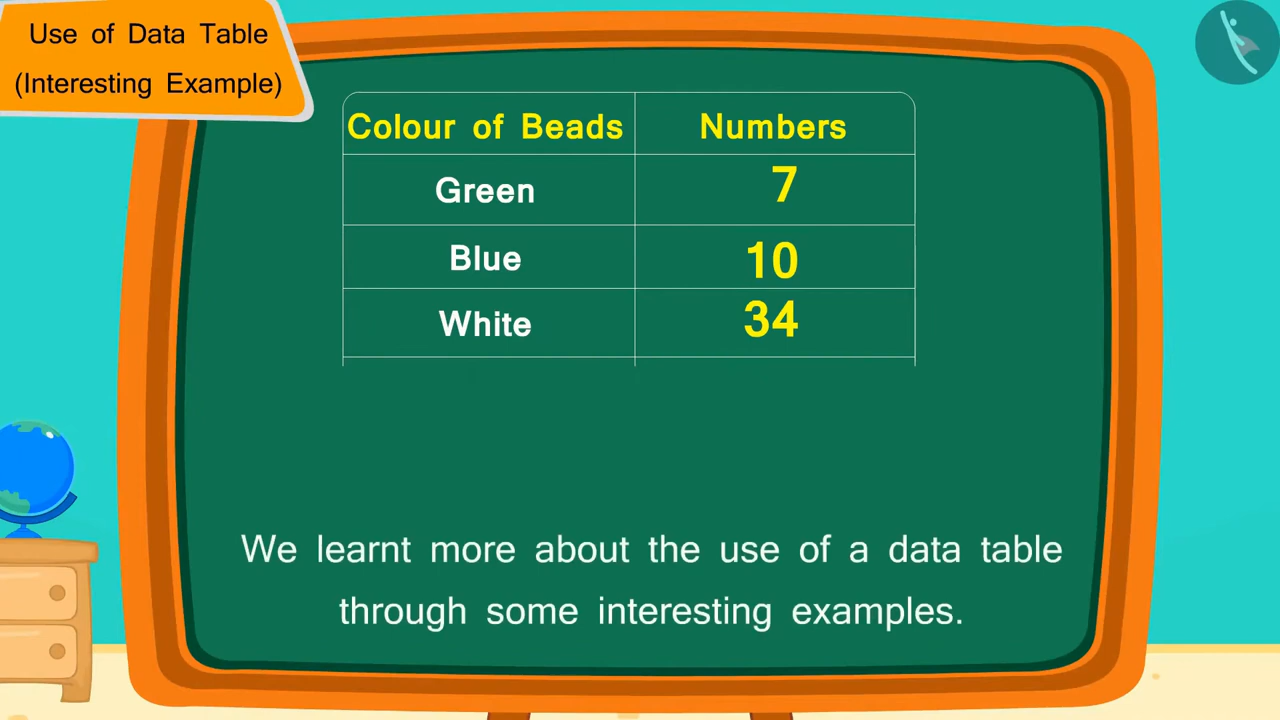 Use of Data Table
(Interesting Example)
Colour of Beads Numbers
Green 7
Blue 10
White 34
We learnt more about the use of a data table
through some interesting examples.